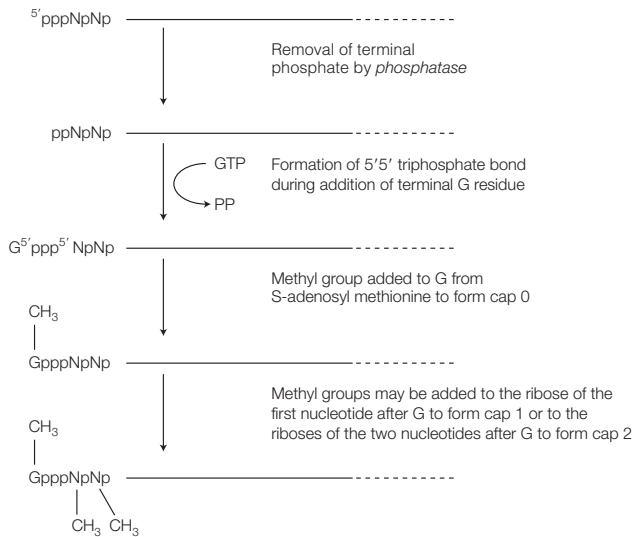 5′pppNpNp
Removal of terminal
phosphate by phosphatase
ppNpNp
GTP
PP
Formation of 5′5′ triphosphate bond
during addition of terminal G residue
G5′ppp5′ NpNp
Methyl group added to G from
S-adenosyl methionine to form cap 0
CH3
GpppNpNp
Methyl groups may be added to the ribose of the
first nucleotide after G to form cap 1 or to the
riboses of the two nucleotides after G to form cap 2
CH3
GpppNpNp
CH3 CH3